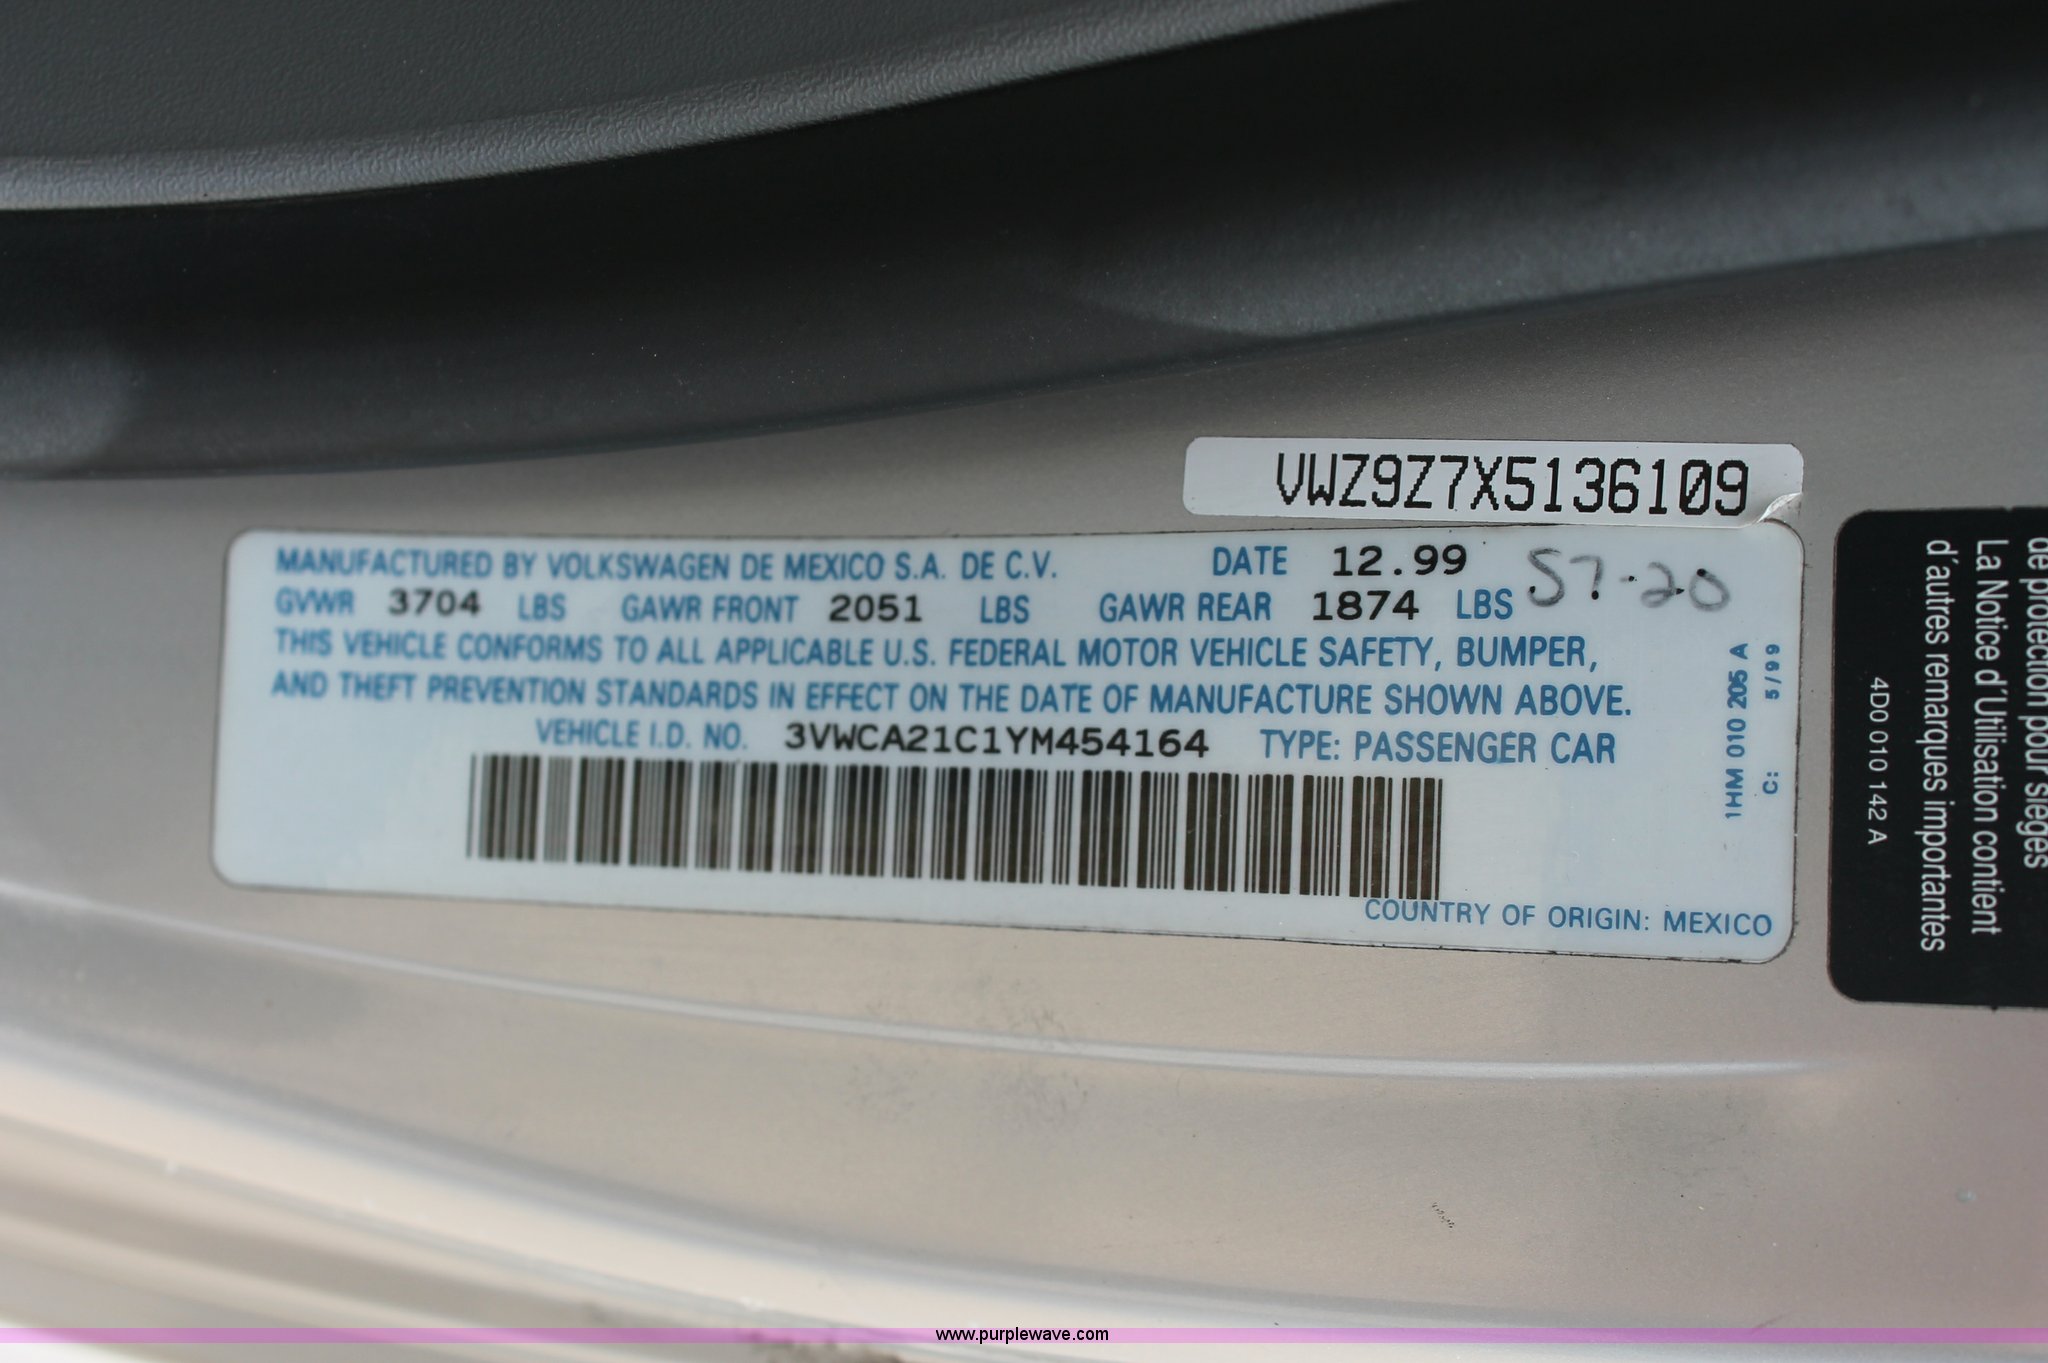 VWZ9Z7X5136109
MANUFACTURED BY VOLKSWAGEN DE MEXICO S.A. DE C.V. DATE 12.99
57-20
GVWR 3704 LBS GAWR FRONT 2051 LBS GAWR REAR 1874 LBS
THIS VEHICLE CONFORMS TO ALL APPLICABLE U.S. FEDERAL MOTOR VEHICLE SAFETY, BUMPER,
AND THEFT PREVENTION STANDARDS IN EFFECT ON THE DATE OF MANUFACTURE SHOWN ABOVE.
VEHICLE I.D. NO. 3VWCA21C1YM454164 TYPE: PASSENGER CAR
COUNTRY OF ORIGIN: MEXICO
1HM 010 205 A
C: 5/99
de protection pour sièges
La Notice d'Utilisation contient
d'autres remarques importantes
4D0 010 142 A
www.purplewave.com